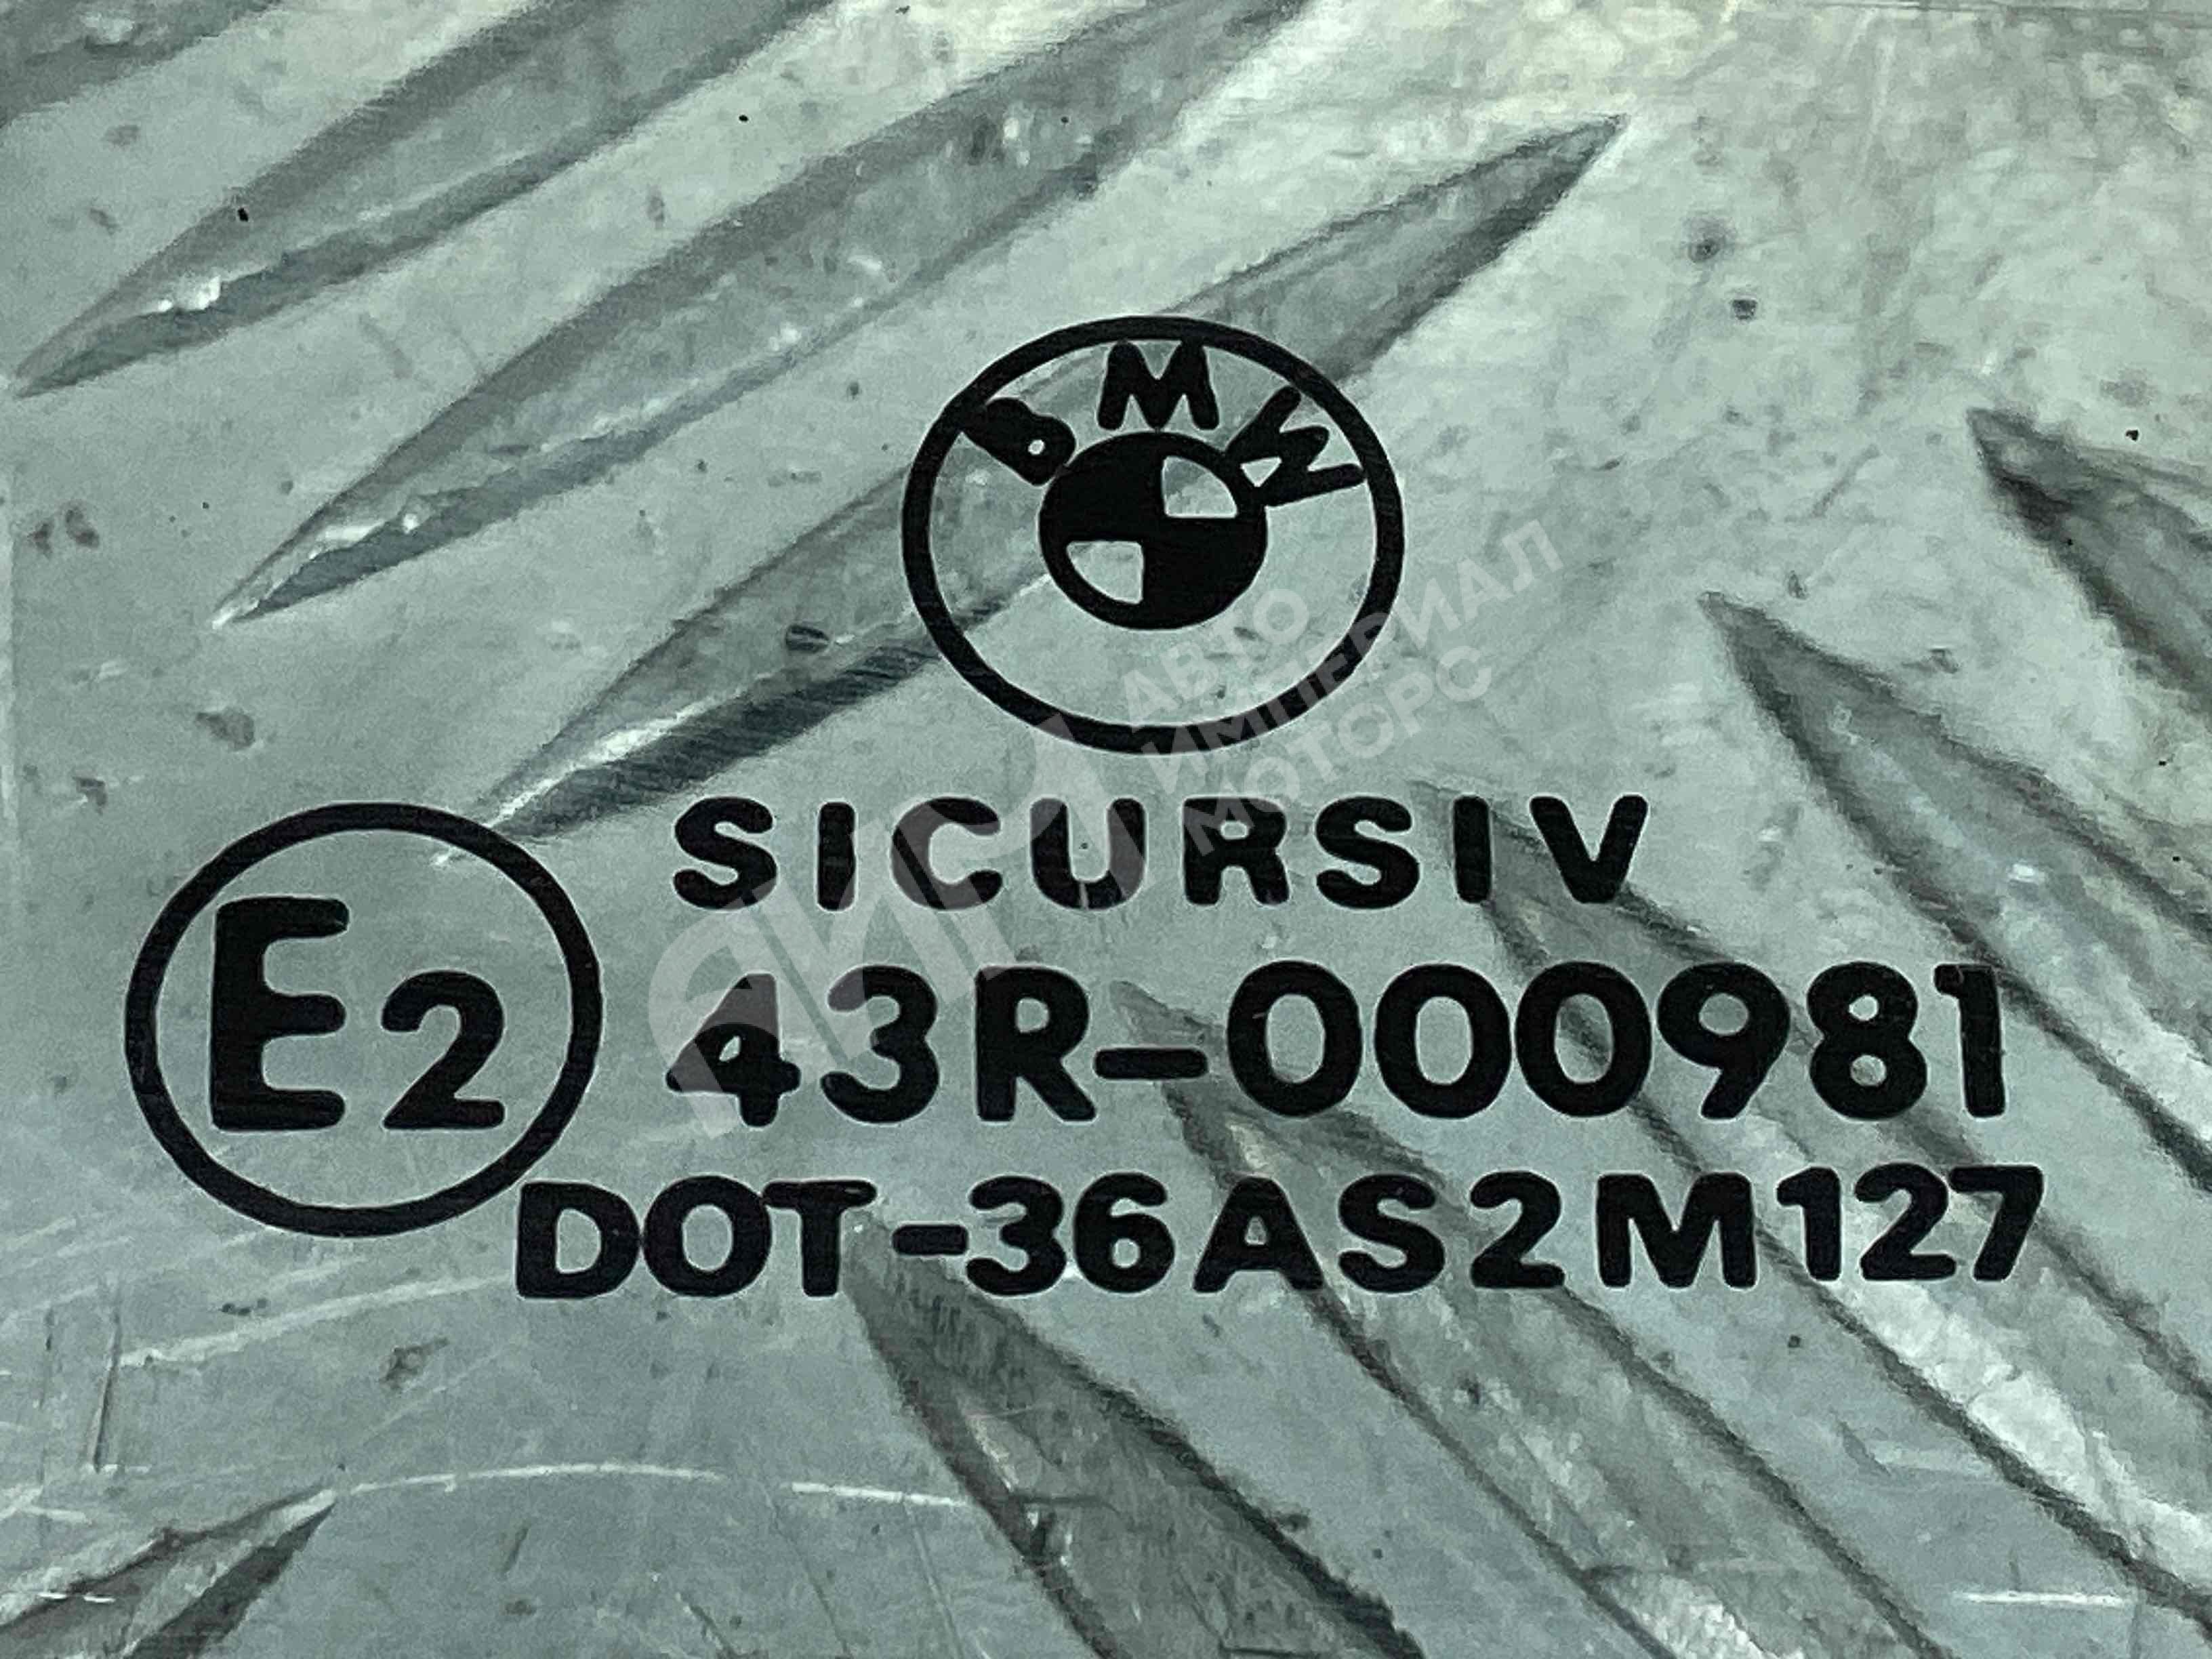 BMW
АВТО
ИМПЕРИАЛ
МОТОРС
SICURSIV
E2
43R-000981
DOT-36AS2M127